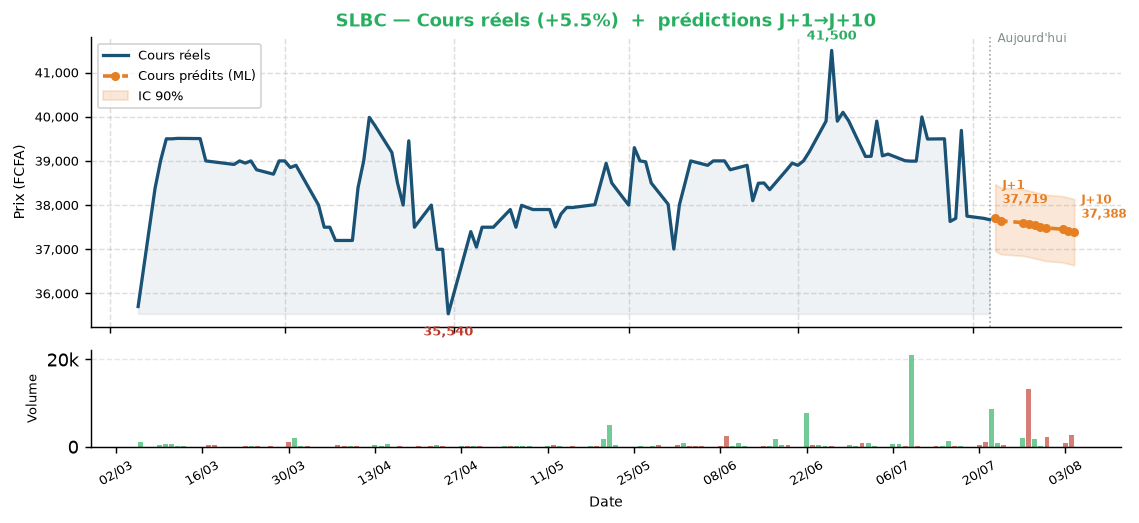 SLBC — Cours réels (+5.5%)  +  prédictions J+1→J+10
41,500
Aujourd'hui
Cours réels
Cours prédits (ML)
IC 90%
Prix (FCFA)
41,000
40,000
39,000
38,000
37,000
36,000
J+1
37,719
J+10
37,388
35,540
Volume
20k
0
02/03
16/03
30/03
13/04
27/04
11/05
25/05
08/06
22/06
06/07
20/07
03/08
Date